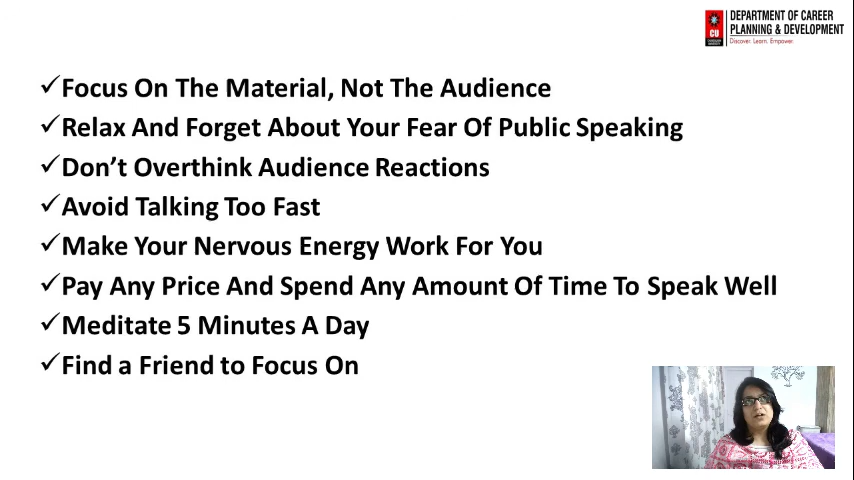 DEPARTMENT OF CAREER
PLANNING & DEVELOPMENT
Discover. Learn. Empower.
CU
Focus On The Material, Not The Audience
Relax And Forget About Your Fear Of Public Speaking
Don’t Overthink Audience Reactions
Avoid Talking Too Fast
Make Your Nervous Energy Work For You
Pay Any Price And Spend Any Amount Of Time To Speak Well
Meditate 5 Minutes A Day
Find a Friend to Focus On